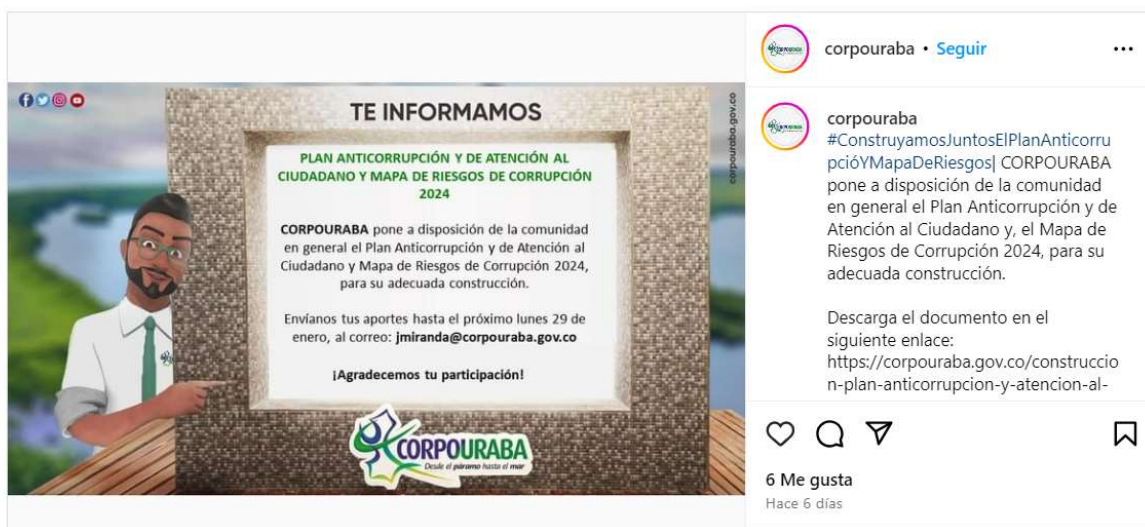 TE INFORMAMOS
corpouraba.gov.co
PLAN ANTICORRUPCIÓN Y DE ATENCIÓN AL
CIUDADANO Y MAPA DE RIESGOS DE CORRUPCIÓN
2024
CORPOURABA pone a disposición de la comunidad
en general el Plan Anticorrupción y de Atención al
Ciudadano y Mapa de Riesgos de Corrupción 2024,
para su adecuada construcción.
Envíanos tus aportes hasta el próximo lunes 29 de
enero, al correo: jmiranda@corpouraba.gov.co
¡Agradecemos tu participación!
CORPOURABA
Desde el páramo hasta el mar
corpouraba • Seguir
corpouraba
#ConstruyamosJuntosElPlanAnticorru
pcióYMapaDeRiesgos| CORPOURABA
pone a disposición de la comunidad
en general el Plan Anticorrupción y de
Atención al Ciudadano y, el Mapa de
Riesgos de Corrupción 2024, para su
adecuada construcción.
Descarga el documento en el
siguiente enlace:
https://corpouraba.gov.co/construccio
n-plan-anticorrupcion-y-atencion-al-
6 Me gusta
Hace 6 días